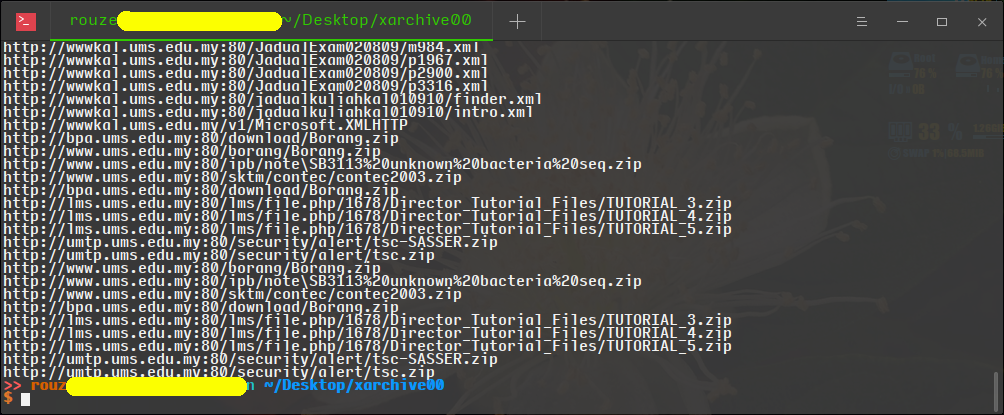 rouze ~/Desktop/xarchive00
http://wwwkal.ums.edu.my:80/JadualExam020809/m984.xml
http://wwwkal.ums.edu.my:80/JadualExam020809/p1967.xml
http://wwwkal.ums.edu.my:80/JadualExam020809/p2900.xml
http://wwwkal.ums.edu.my:80/JadualExam020809/p3316.xml
http://wwwkal.ums.edu.my:80/jadualkuliahkal010910/finder.xml
http://wwwkal.ums.edu.my:80/jadualkuliahkal010910/intro.xml
http://wwwkal.ums.edu.my/v1/Microsoft.XMLHTTP
http://bpa.ums.edu.my:80/download/Borang.zip
http://www.ums.edu.my:80/borang/Borang.zip
http://www.ums.edu.my:80/ipb/note\SB3113%20unknown%20bacteria%20seq.zip
http://www.ums.edu.my:80/sktm/contec/contec2003.zip
http://bpa.ums.edu.my:80/download/Borang.zip
http://lms.ums.edu.my:80/lms/file.php/1678/Director_Tutorial_Files/TUTORIAL_3.zip
http://lms.ums.edu.my:80/lms/file.php/1678/Director_Tutorial_Files/TUTORIAL_4.zip
http://lms.ums.edu.my:80/lms/file.php/1678/Director_Tutorial_Files/TUTORIAL_5.zip
http://umtp.ums.edu.my:80/security/alert/tsc-SASSER.zip
http://umtp.ums.edu.my:80/security/alert/tsc.zip
http://www.ums.edu.my:80/borang/Borang.zip
http://www.ums.edu.my:80/ipb/note\SB3113%20unknown%20bacteria%20seq.zip
http://www.ums.edu.my:80/sktm/contec/contec2003.zip
http://bpa.ums.edu.my:80/download/Borang.zip
http://lms.ums.edu.my:80/lms/file.php/1678/Director_Tutorial_Files/TUTORIAL_3.zip
http://lms.ums.edu.my:80/lms/file.php/1678/Director_Tutorial_Files/TUTORIAL_4.zip
http://lms.ums.edu.my:80/lms/file.php/1678/Director_Tutorial_Files/TUTORIAL_5.zip
http://umtp.ums.edu.my:80/security/alert/tsc-SASSER.zip
http://umtp.ums.edu.my:80/security/alert/tsc.zip
>> rouz n ~/Desktop/xarchive00
$
33 %